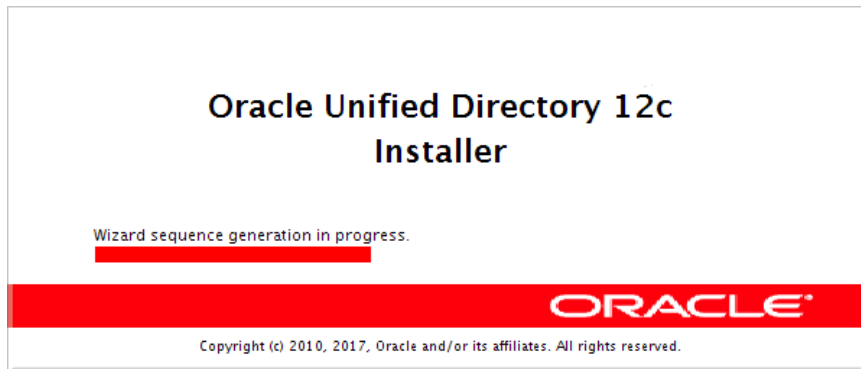 Oracle Unified Directory 12c
Installer
Wizard sequence generation in progress.
ORACLE®
Copyright (c) 2010, 2017, Oracle and/or its affiliates. All rights reserved.